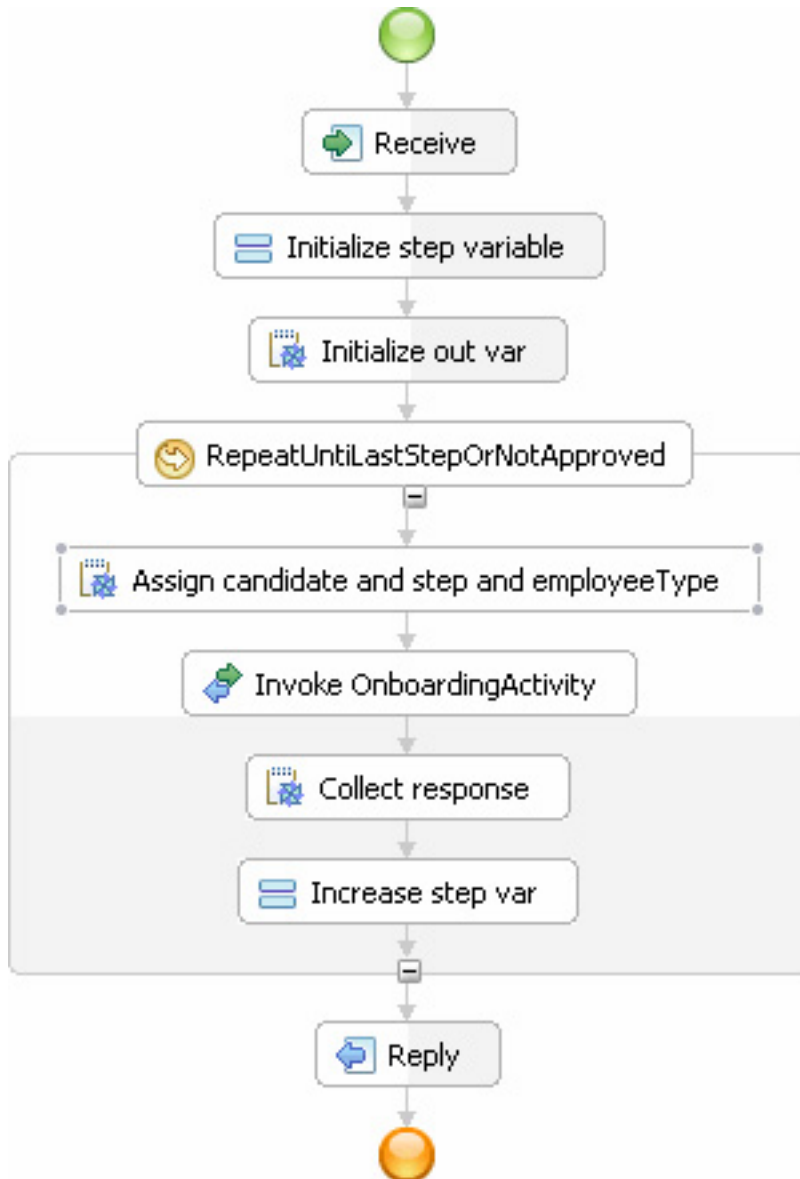 Receive
Initialize step variable
Initialize out var
RepeatUntiLastStepOrNotApproved
Assign candidate and step and employeeType
Invoke OnboardingActivity
Collect response
Increase step var
Reply